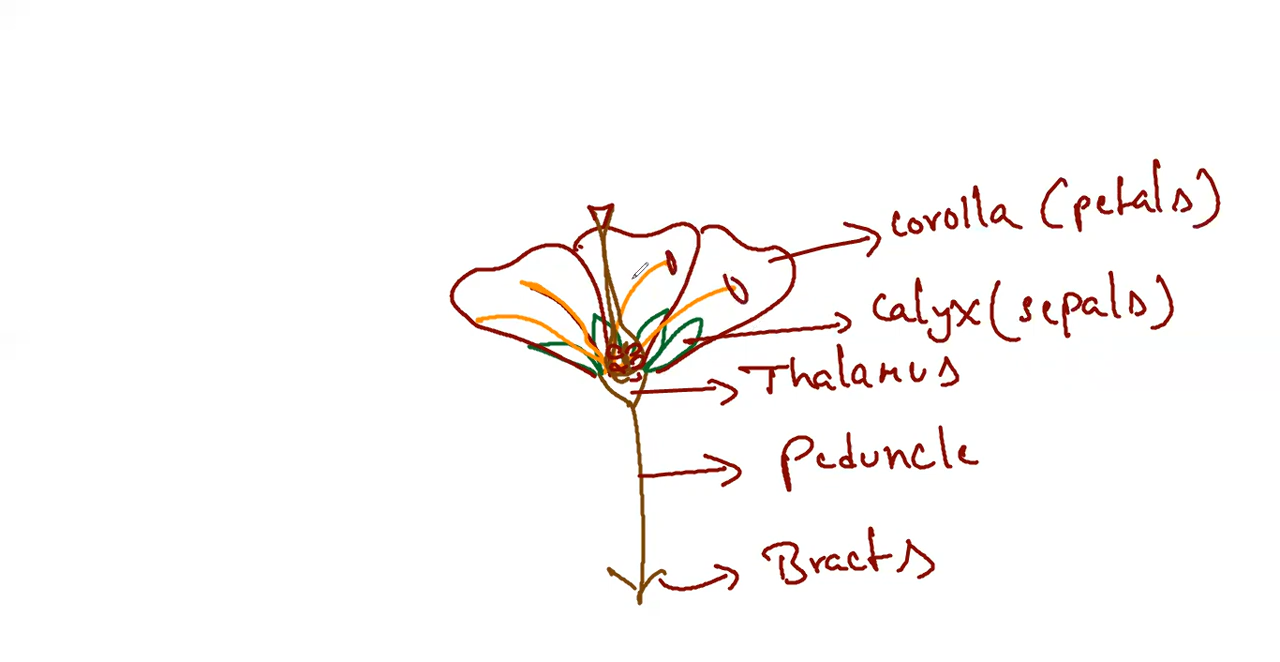 corolla (petals)
calyx (sepals)
Thalamus
Peduncle
Bracts